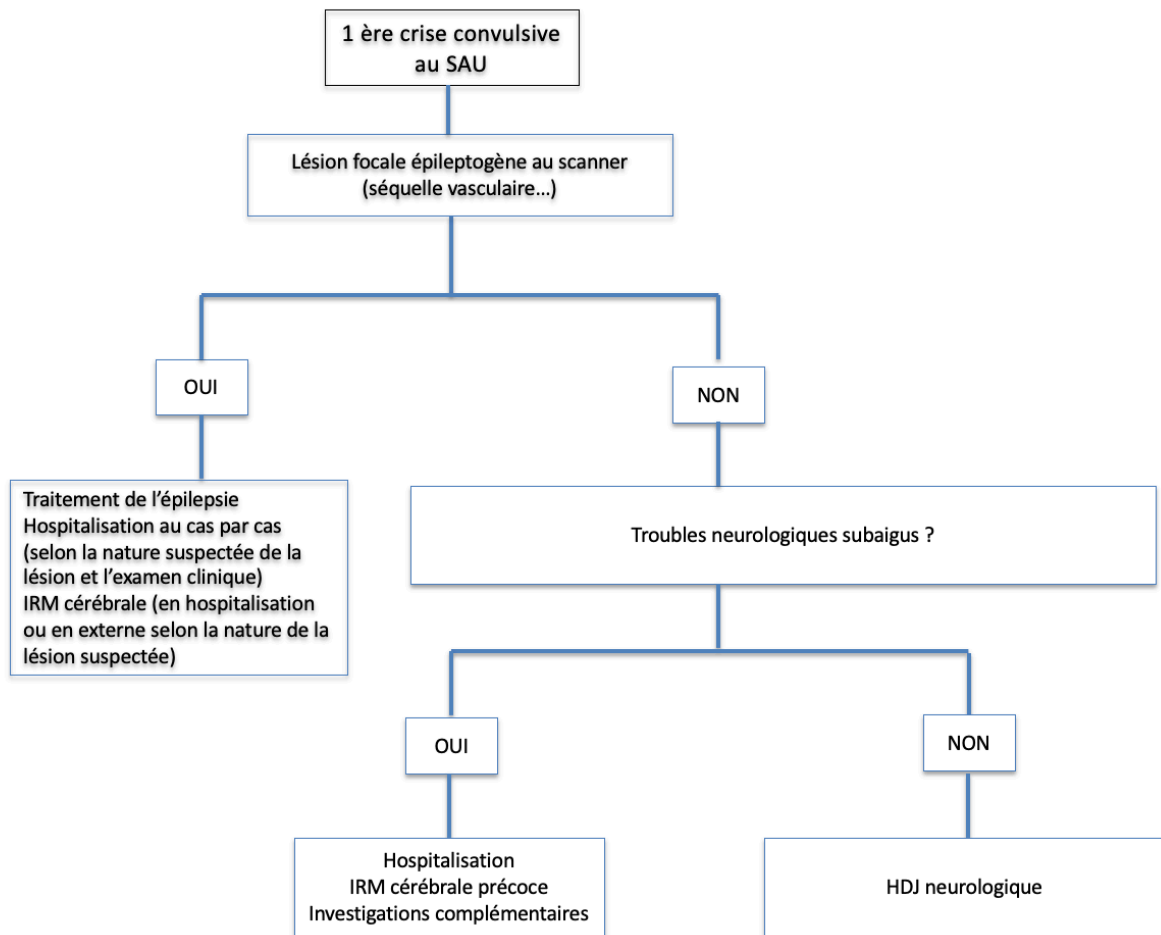 1 ère crise convulsive
au SAU
Lésion focale épileptogène au scanner
(séquelle vasculaire...)
OUI
NON
Traitement de l'épilepsie
Hospitalisation au cas par cas
(selon la nature suspectée de la
lésion et l'examen clinique)
IRM cérébrale (en hospitalisation
ou en externe selon la nature de la
lésion suspectée)
Troubles neurologiques subaigus ?
OUI
NON
Hospitalisation
IRM cérébrale précoce
Investigations complémentaires
HDJ neurologique